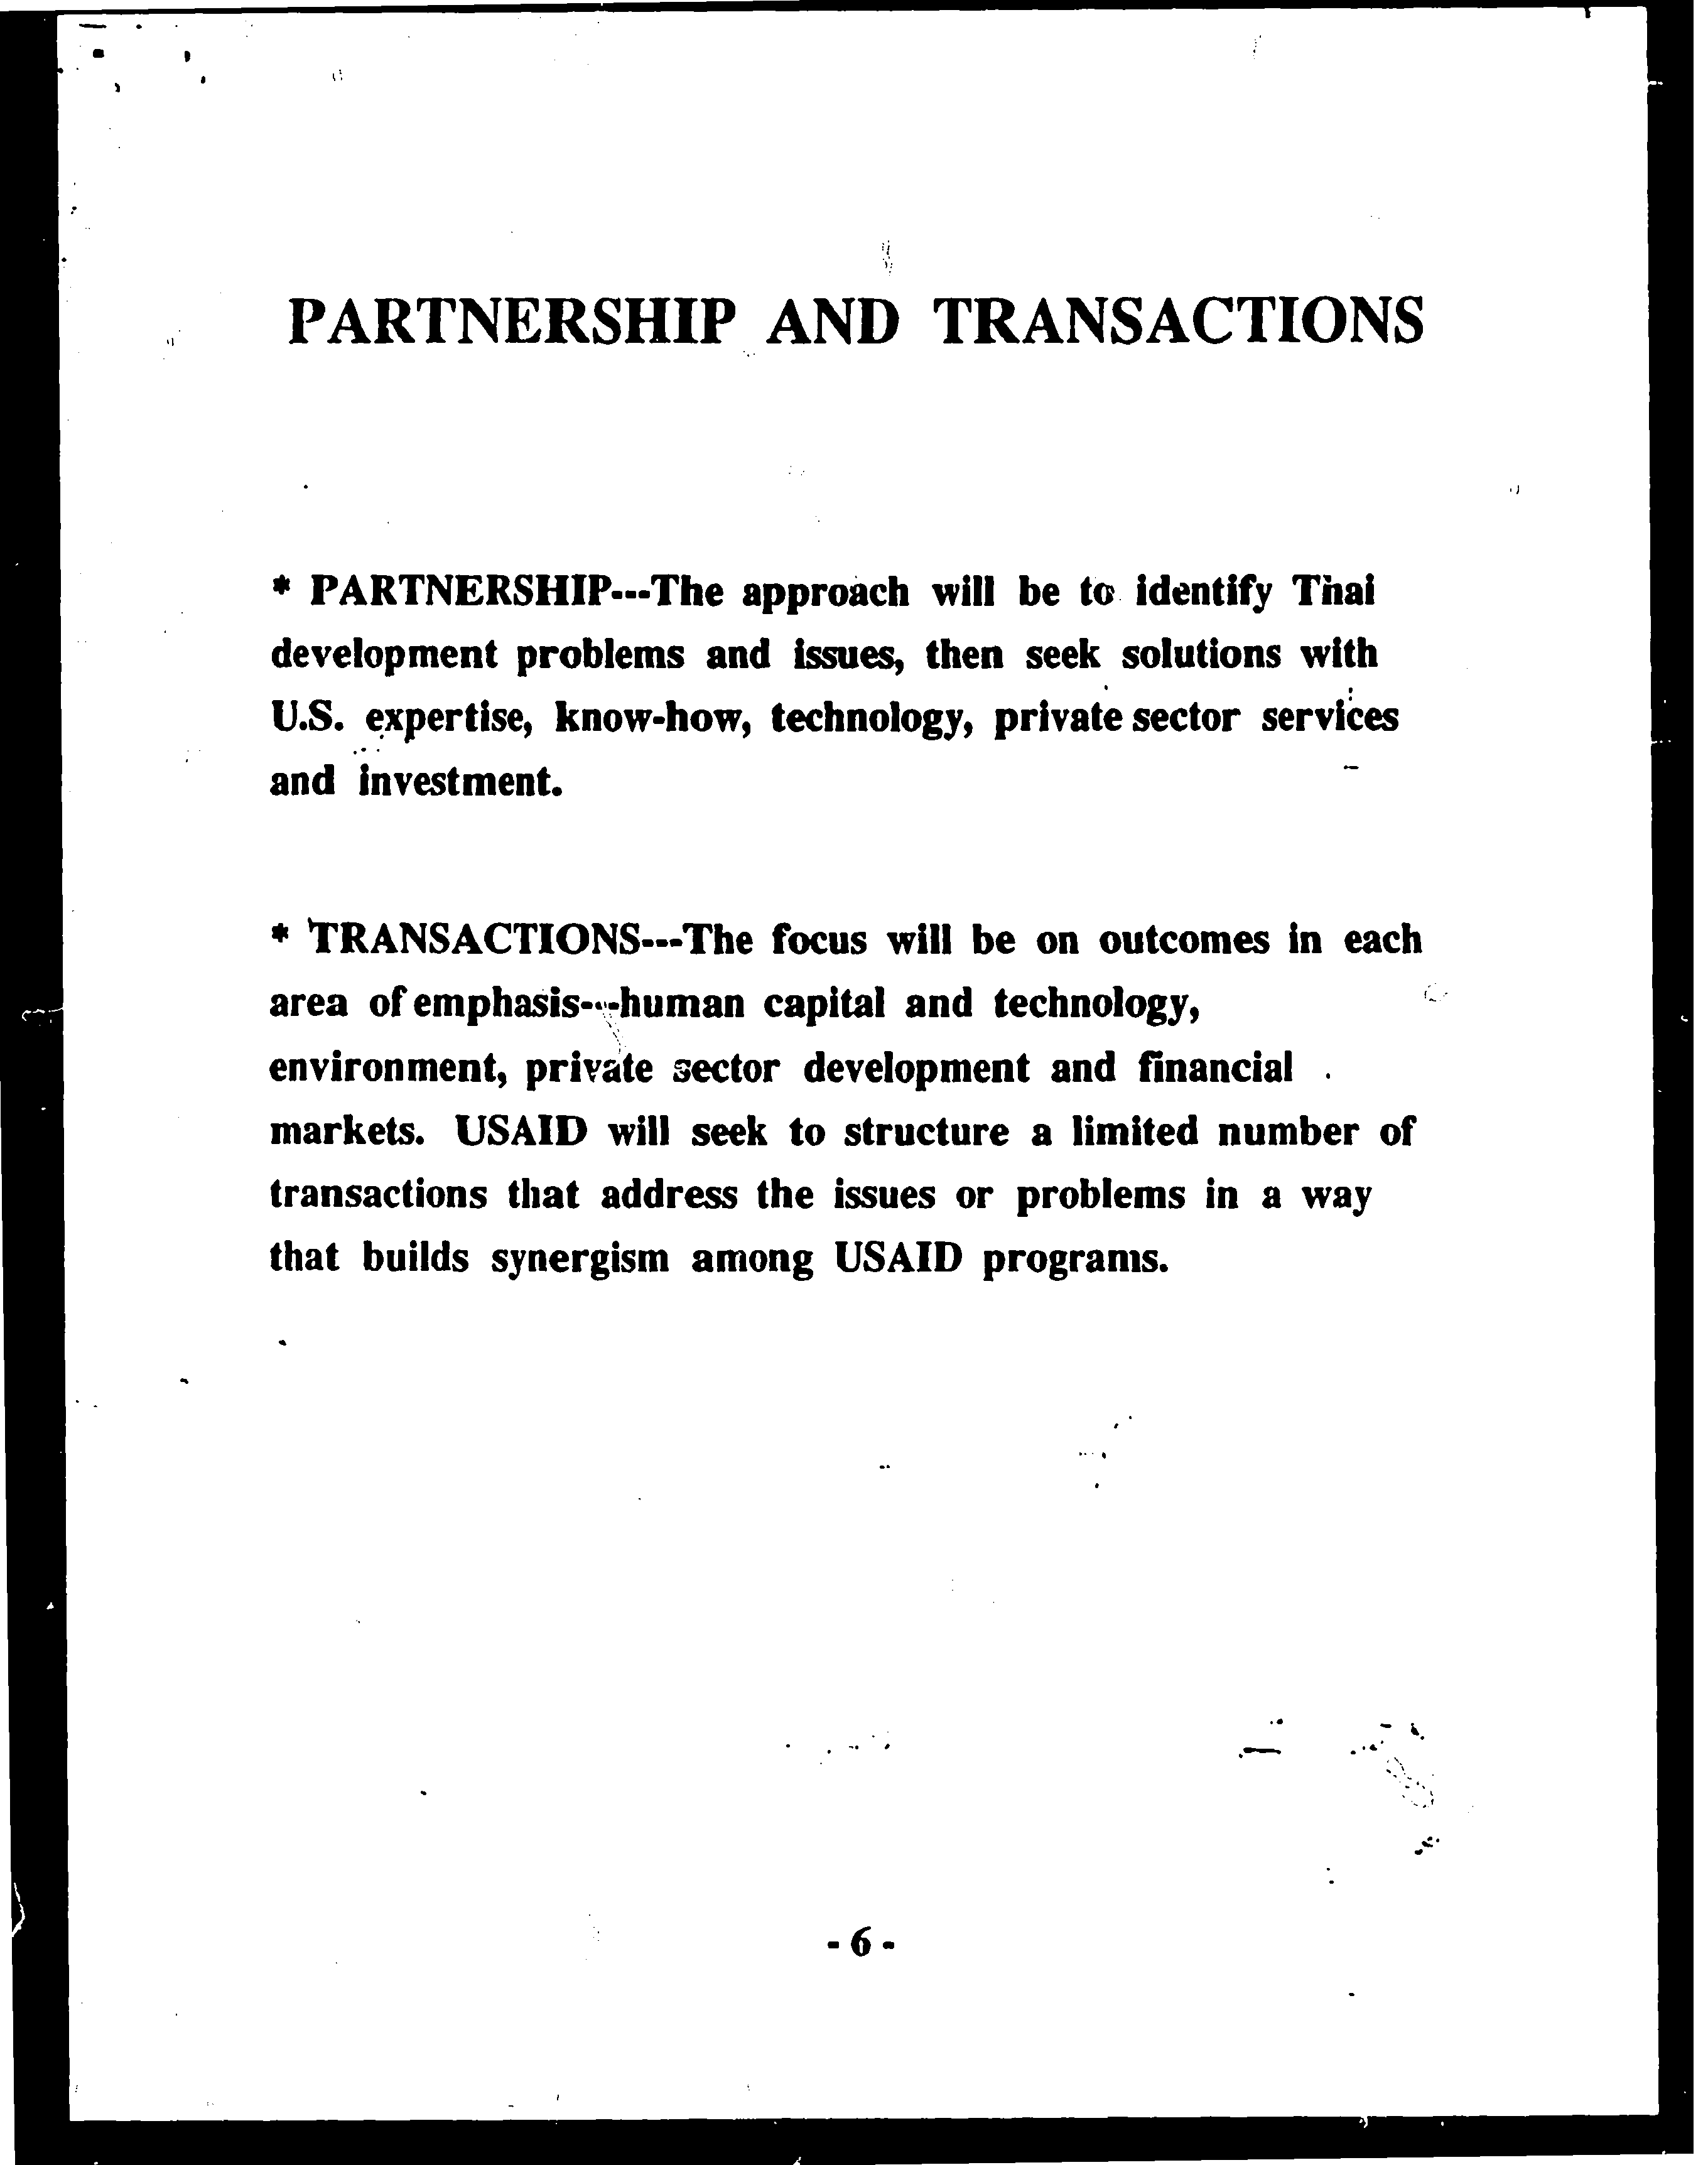 PARTNERSHIP AND TRANSACTIONS
* PARTNERSHIP---The approach will be to identify Thai
development problems and issues, then seek solutions with
U.S. expertise, know-how, technology, private sector services
and investment.
* TRANSACTIONS---The focus will be on outcomes in each
area of emphasis---human capital and technology,
environment, private sector development and financial
markets. USAID will seek to structure a limited number of
transactions that address the issues or problems in a way
that builds synergism among USAID programs.
- 6 -